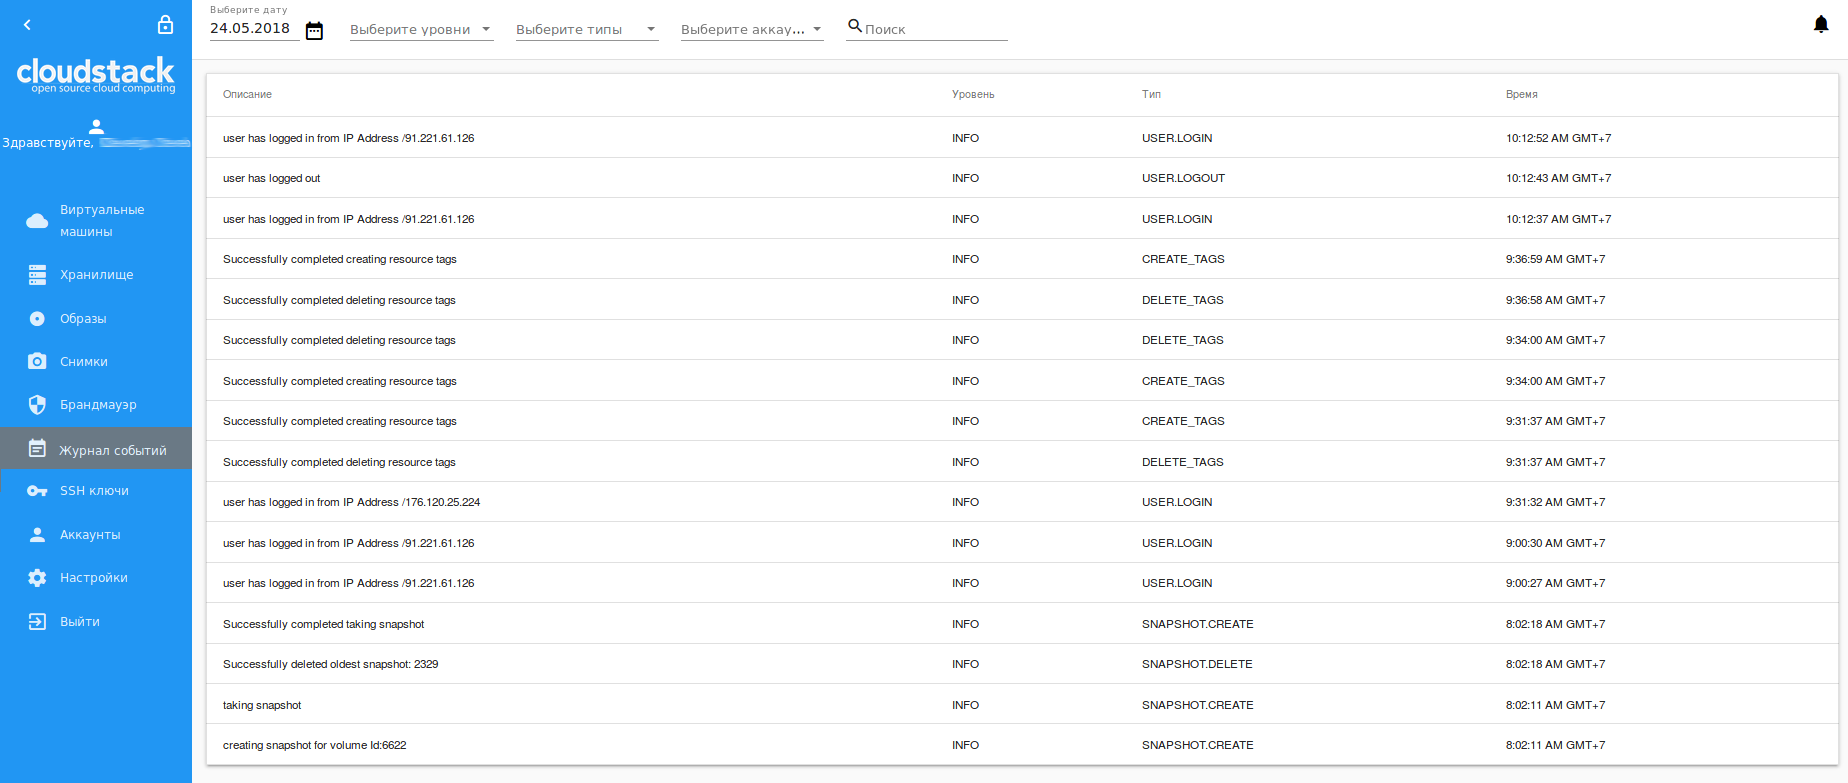 Выберите дату
24.05.2018
Выберите уровни
Выберите типы
Выберите аккау...
Поиск
cloudstack
open source cloud computing
Здравствуйте,
Виртуальные
машины
Хранилище
Образы
Снимки
Брандмауэр
Журнал событий
SSH ключи
Аккаунты
Настройки
Выйти
Описание Уровень Тип Время
user has logged in from IP Address /91.221.61.126 INFO USER.LOGIN 10:12:52 AM GMT+7
user has logged out INFO USER.LOGOUT 10:12:43 AM GMT+7
user has logged in from IP Address /91.221.61.126 INFO USER.LOGIN 10:12:37 AM GMT+7
Successfully completed creating resource tags INFO CREATE_TAGS 9:36:59 AM GMT+7
Successfully completed deleting resource tags INFO DELETE_TAGS 9:36:58 AM GMT+7
Successfully completed deleting resource tags INFO DELETE_TAGS 9:34:00 AM GMT+7
Successfully completed creating resource tags INFO CREATE_TAGS 9:34:00 AM GMT+7
Successfully completed creating resource tags INFO CREATE_TAGS 9:31:37 AM GMT+7
Successfully completed deleting resource tags INFO DELETE_TAGS 9:31:37 AM GMT+7
user has logged in from IP Address /176.120.25.224 INFO USER.LOGIN 9:31:32 AM GMT+7
user has logged in from IP Address /91.221.61.126 INFO USER.LOGIN 9:00:30 AM GMT+7
user has logged in from IP Address /91.221.61.126 INFO USER.LOGIN 9:00:27 AM GMT+7
Successfully completed taking snapshot INFO SNAPSHOT.CREATE 8:02:18 AM GMT+7
Successfully deleted oldest snapshot: 2329 INFO SNAPSHOT.DELETE 8:02:18 AM GMT+7
taking snapshot INFO SNAPSHOT.CREATE 8:02:11 AM GMT+7
creating snapshot for volume Id:6622 INFO SNAPSHOT.CREATE 8:02:11 AM GMT+7